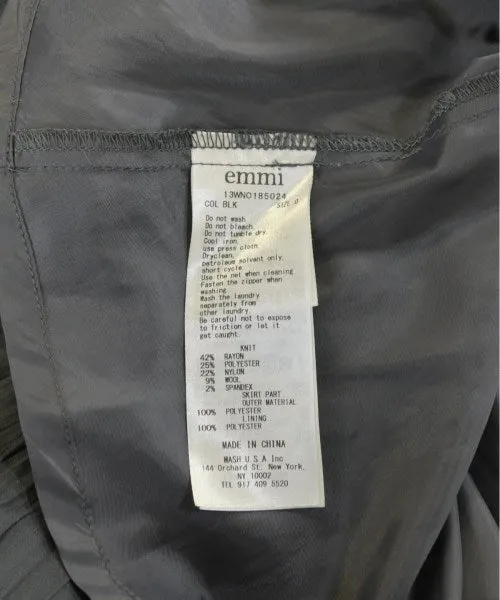 emmi
13WNO185024
COL BLK SIZE 0
Do not wash.
Do not bleach.
Do not tumble dry.
Cool iron.
use press cloth.
Dryclean.
petroleum solvent only.
short cycle.
Use the net when cleaning
Fasten the zipper when
washing.
Wash the laundry
separately from
other laundry.
Be careful not to expose
to friction or let it
get caught.
KNIT
42% RAYON
25% POLYESTER
22% NYLON
9% WOOL
2% SPANDEX
SKIRT PART
OUTER MATERIAL
100% POLYESTER
LINING
100% POLYESTER
MADE IN CHINA
MASH U.S.A Inc
144 Orchard St. New York,
NY 10002
TEL 917 409 5520